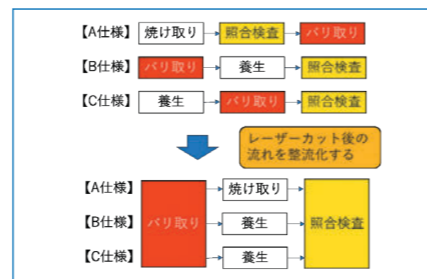 【A仕様】 焼け取り 照合検査 バリ取り
【B仕様】 バリ取り 養生 照合検査
【C仕様】 養生 バリ取り 照合検査
レーザーカット後の
流れを整流化する
【A仕様】 焼け取り
【B仕様】 バリ取り 養生 照合検査
【C仕様】 養生